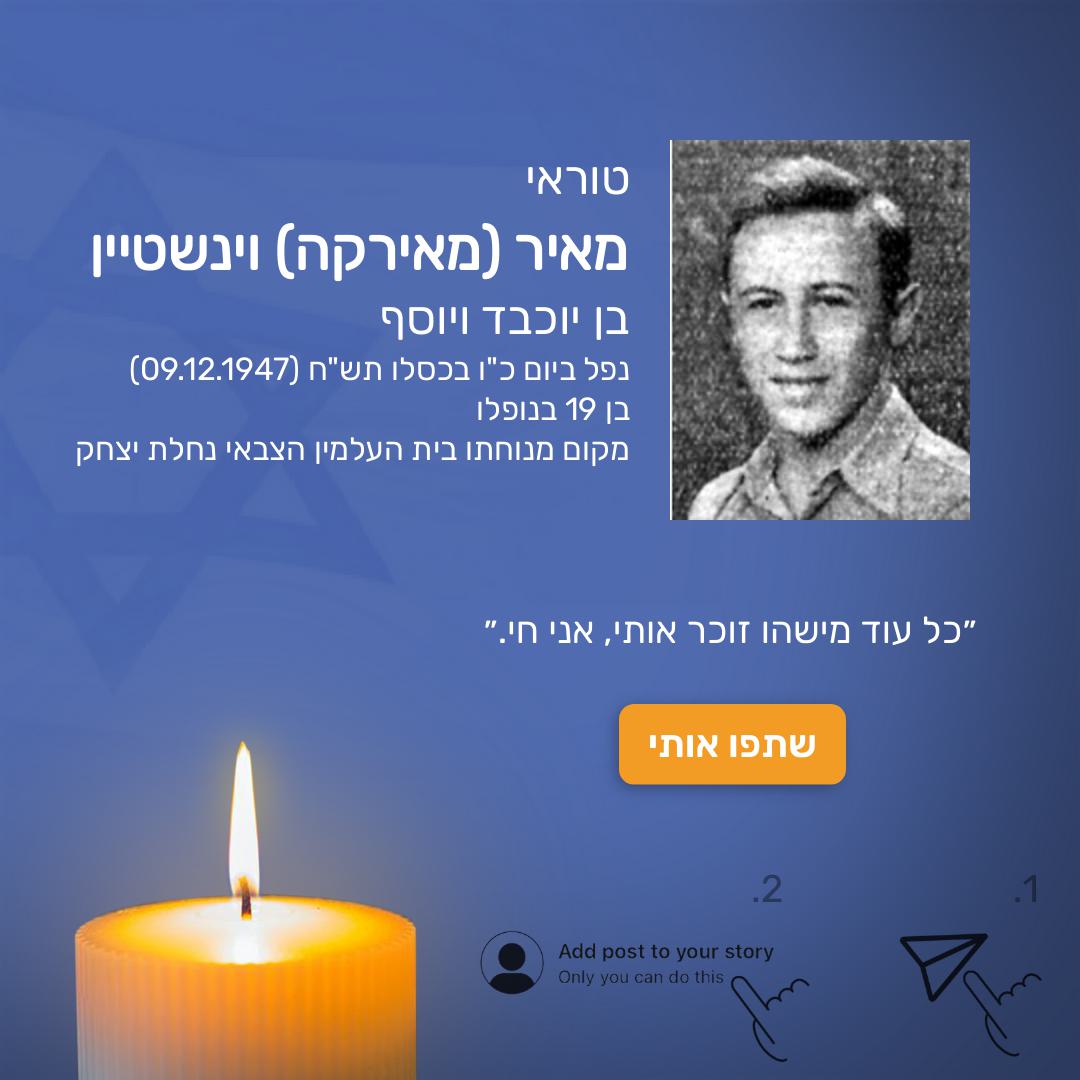 טוראי
מאיר (מאירקה) וינשטיין
בן יוכבד ויוסף
נפל ביום כ"ו בכסלו תש"ח (09.12.1947)
בן 19 בנופלו
מקום מנוחתו בית העלמין הצבאי נחלת יצחק
״כל עוד מישהו זוכר אותי, אני חי.״
שתפו אותי
1.
2.
Add post to your story
Only you can do this